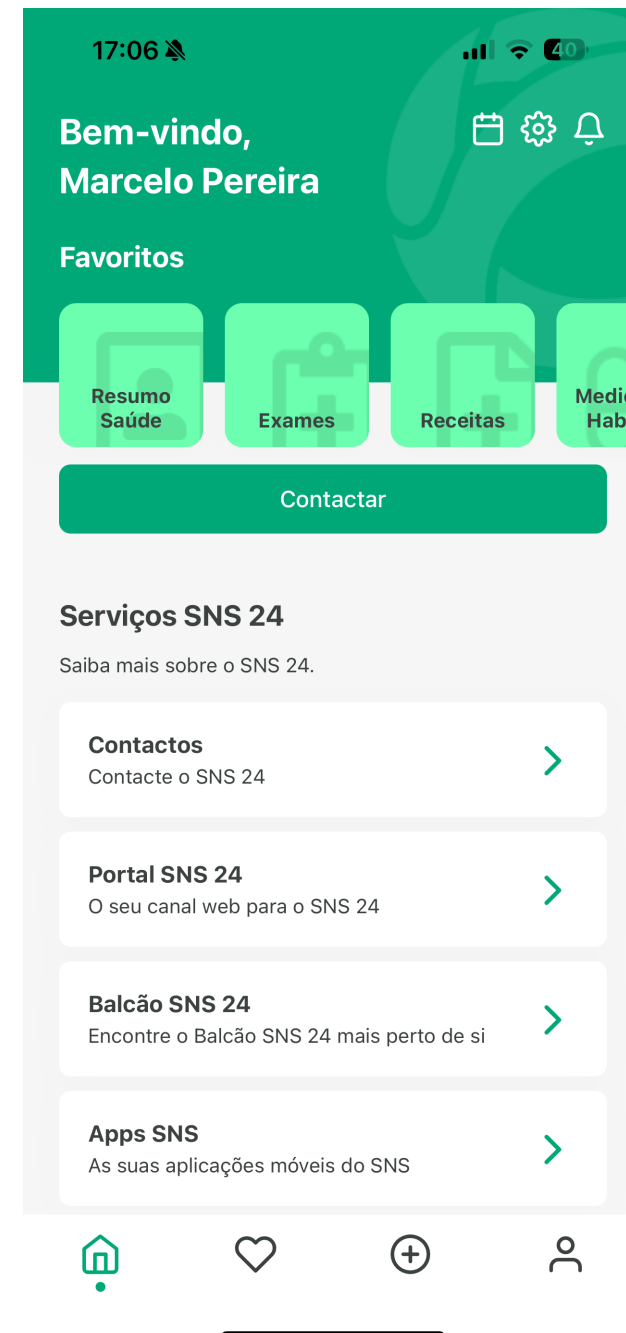 17:06
40
Bem-vindo,
Marcelo Pereira
Favoritos
Resumo
Saúde
Exames
Receitas
Contactar
Serviços SNS 24
Saiba mais sobre o SNS 24.
Contactos
Contacte o SNS 24
Portal SNS 24
O seu canal web para o SNS 24
Balcão SNS 24
Encontre o Balcão SNS 24 mais perto de si
Apps SNS
As suas aplicações móveis do SNS